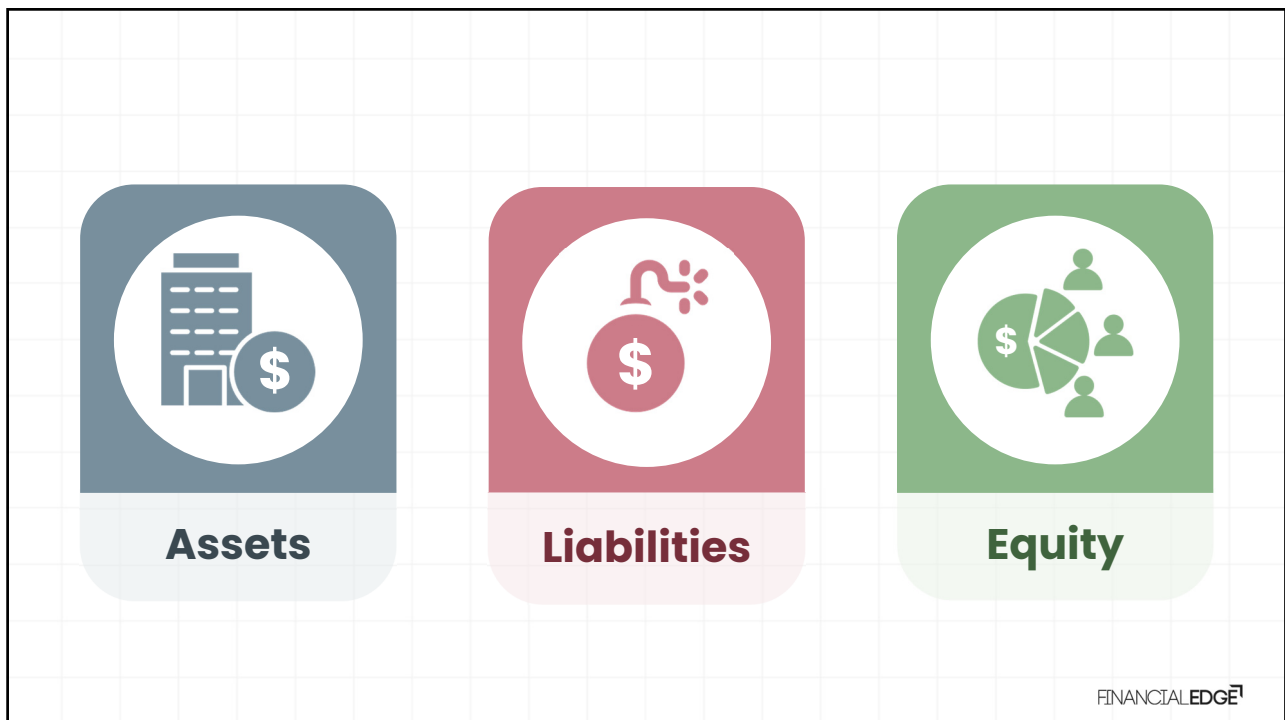 $
$
$
Assets
Liabilities
Equity
FINANCIALEDGE